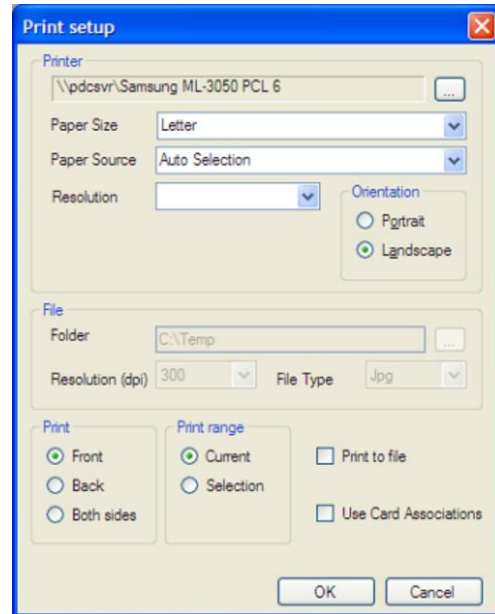 Print setup
Printer
\\pdcsvr\Samsung ML-3050 PCL 6
...
Paper Size
Letter
Paper Source
Auto Selection
Resolution
Orientation
Portrait
Landscape
File
Folder
C:\Temp
...
Resolution (dpi)
300
File Type
Jpg
Print
Front
Back
Both sides
Print range
Current
Selection
Print to file
Use Card Associations
OK
Cancel